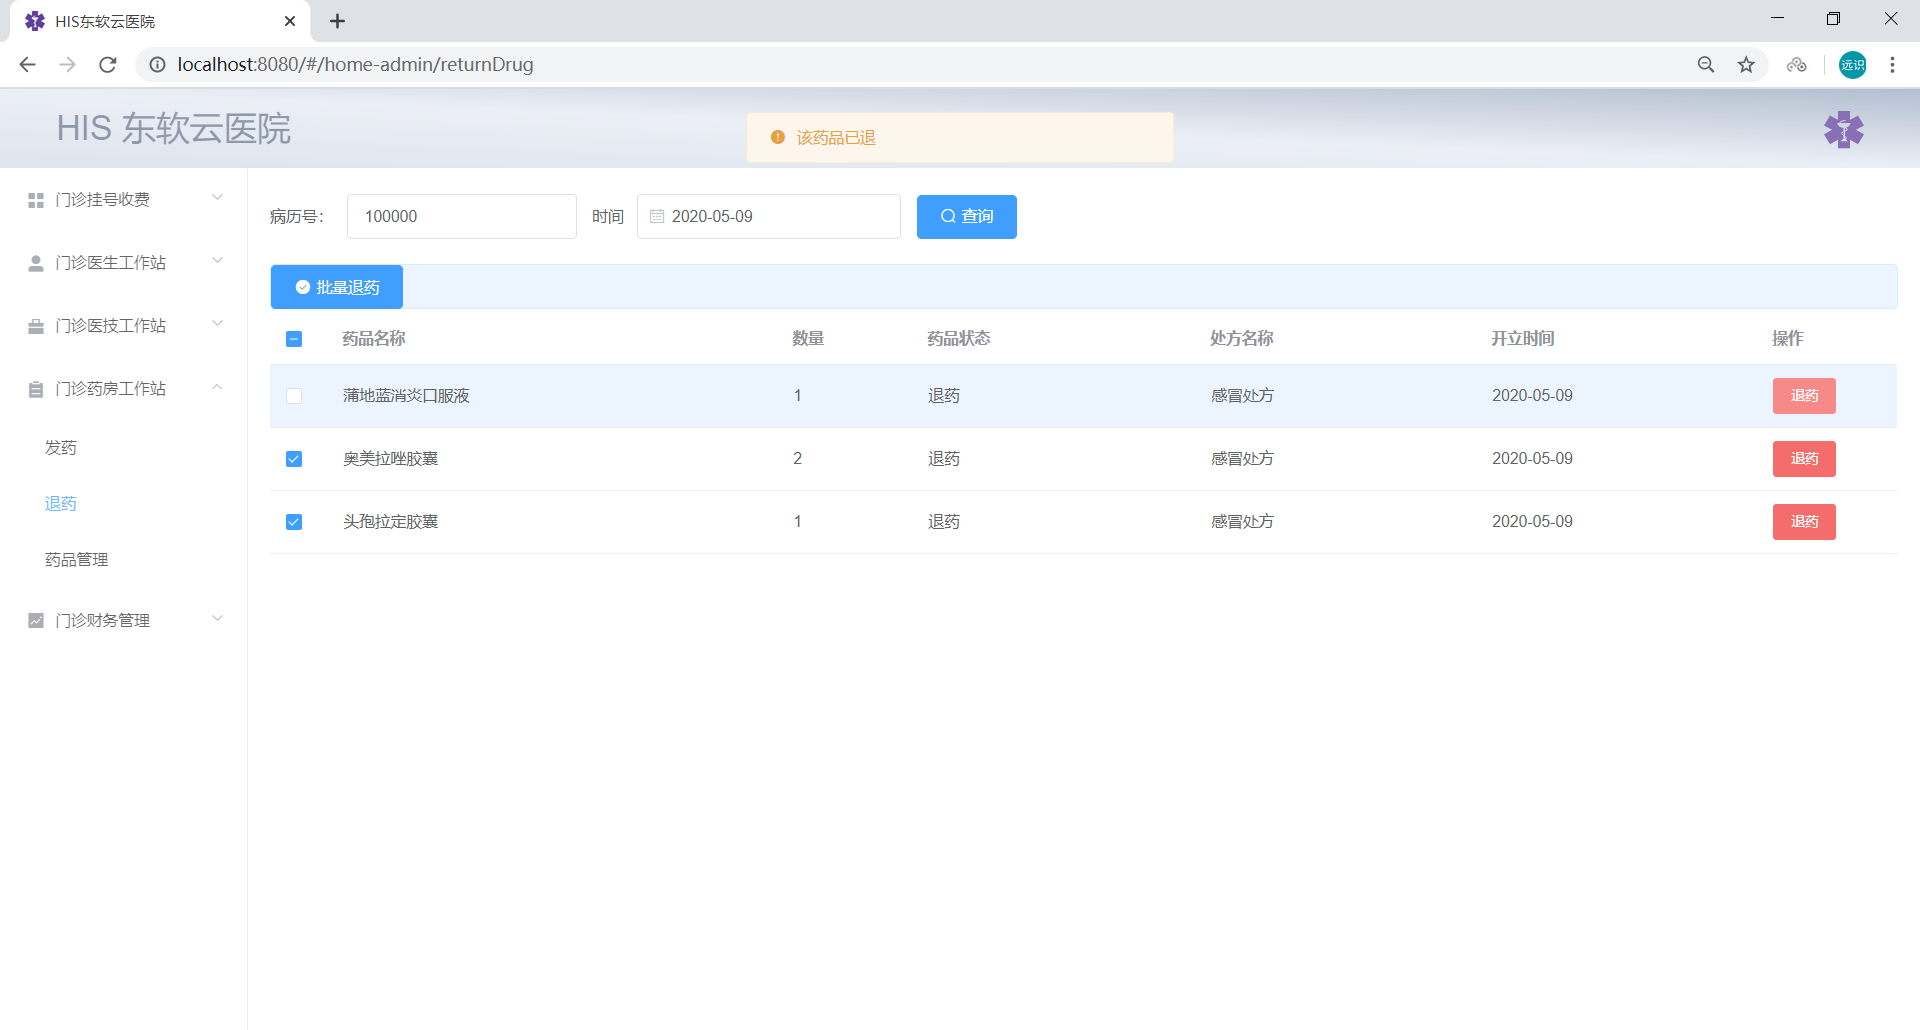 HIS东软云医院
localhost:8080/#/home-admin/returnDrug
远识
HIS 东软云医院
该药品已退
门诊挂号收费
门诊医生工作站
门诊医技工作站
门诊药房工作站
发药
退药
药品管理
门诊财务管理
病历号： 100000 时间 2020-05-09 查询
批量退药
药品名称 数量 药品状态 处方名称 开立时间 操作
蒲地蓝消炎口服液 1 退药 感冒处方 2020-05-09 退药
奥美拉唑胶囊 2 退药 感冒处方 2020-05-09 退药
头孢拉定胶囊 1 退药 感冒处方 2020-05-09 退药